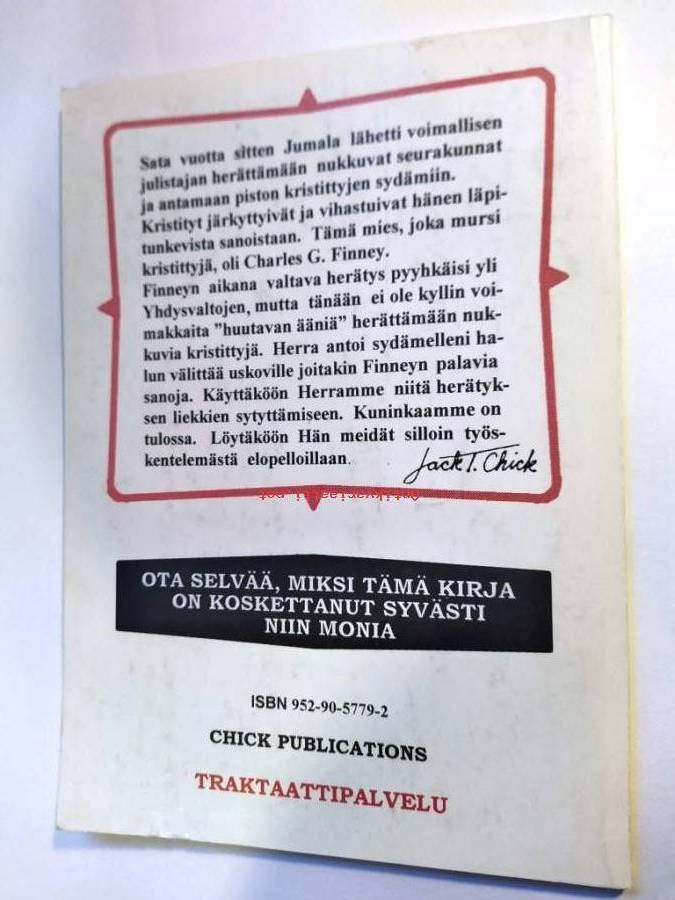 Sata vuotta sitten Jumala lähetti voimallisen
julistajan herättämään nukkuvat seurakunnat
ja antamaan piston kristittyjen sydämiin.
Kristityt järkyttyivät ja vihastuivat hänen läpi-
tunkevista sanoistaan. Tämä mies, joka mursi
kristittyjä, oli Charles G. Finney.
Finneyn aikana valtava herätys pyyhkäisi yli
Yhdysvaltojen, mutta tänään ei ole kyllin voi-
makkaita "huutavan ääniä" herättämään nuk-
kuvia kristittyjä. Herra antoi sydämelleni ha-
lun välittää uskoville joitakin Finneyn palavia
sanoja. Käyttäköön Herramme niitä herätyk-
sen liekkien sytyttämiseen. Kuninkaamme on
tulossa. Löytäköön Hän meidät silloin työs-
kentelemästä elopelloillaan.
Jack T. Chick
OTA SELVÄÄ, MIKSI TÄMÄ KIRJA
ON KOSKETTANUT SYVÄSTI
NIIN MONIA
ISBN 952-90-5779-2
CHICK PUBLICATIONS
TRAKTAATTIPALVELU